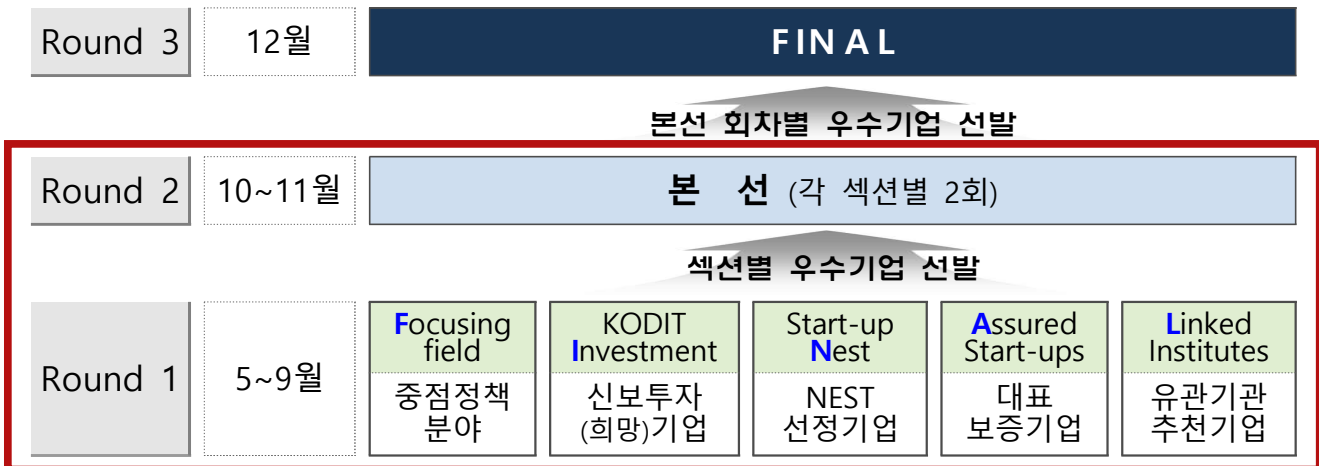 Round 3
12월
FINAL
본선 회차별 우수기업 선발
Round 2
10~11월
본 선 (각 섹션별 2회)
섹션별 우수기업 선발
Round 1
5~9월
Focusing
field
중점정책
분야
KODIT
Investment
신보투자
(희망)기업
Start-up
Nest
NEST
선정기업
Assured
Start-ups
대표
보증기업
Linked
Institutes
유관기관
추천기업